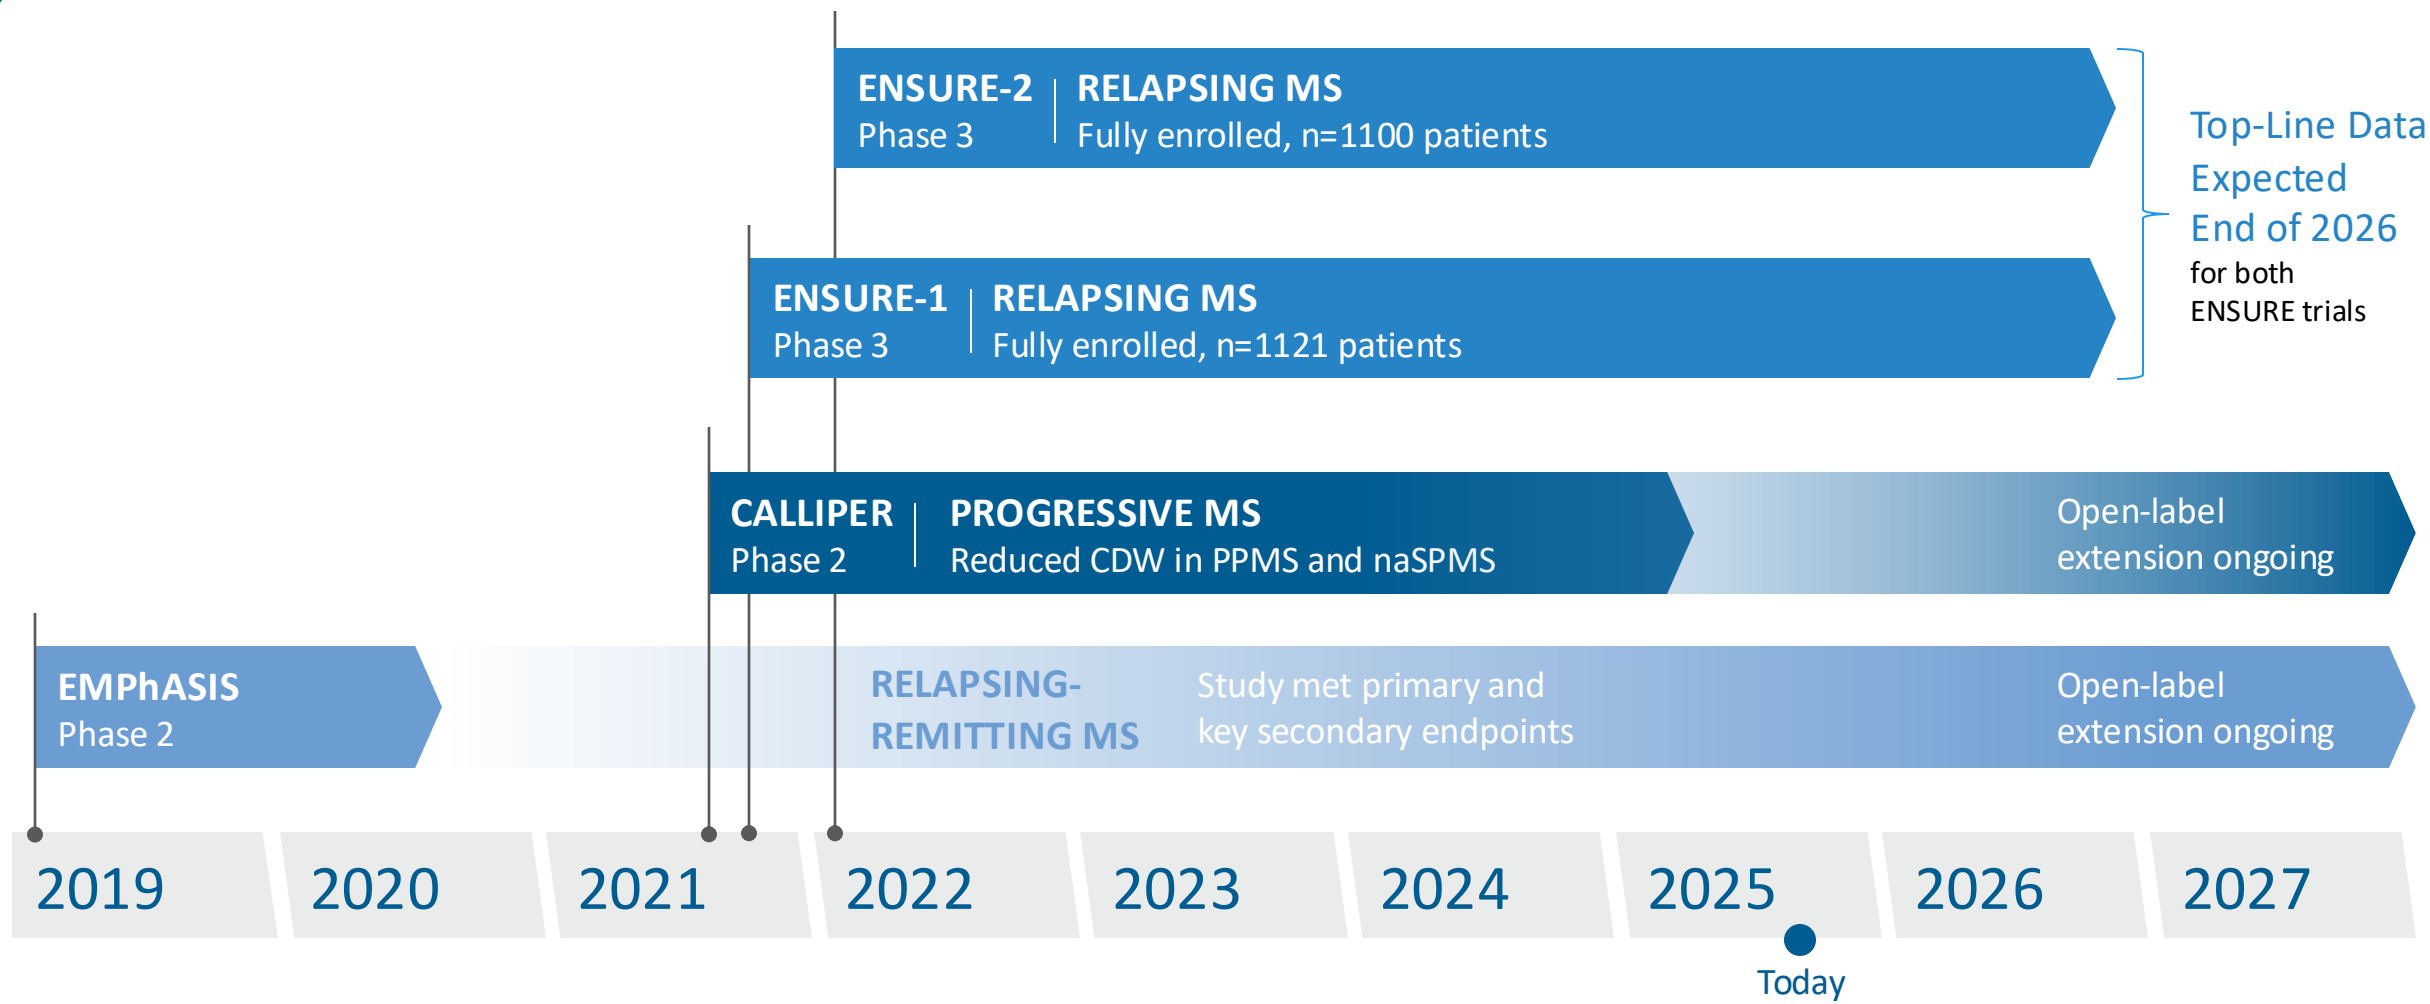 ENSURE-2
Phase 3
RELAPSING MS
Fully enrolled, n=1100 patients
Top-Line Data
Expected
End of 2026
for both
ENSURE trials
ENSURE-1
Phase 3
RELAPSING MS
Fully enrolled, n=1121 patients
CALLIPER
Phase 2
PROGRESSIVE MS
Reduced CDW in PPMS and naSPMS
Open-label
extension ongoing
EMPhASIS
Phase 2
RELAPSING-
REMITTING MS
Study met primary and
key secondary endpoints
Open-label
extension ongoing
2019 2020 2021 2022 2023 2024 2025 2026 2027
Today